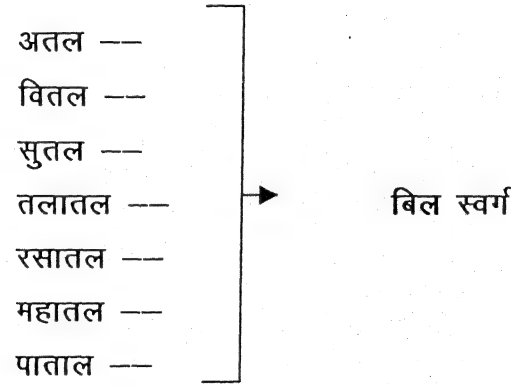 अतल ——
वितल ——
सुतल ——
तलातल ——
रसातल ——
महातल ——
पाताल ——
बिल स्वर्ग